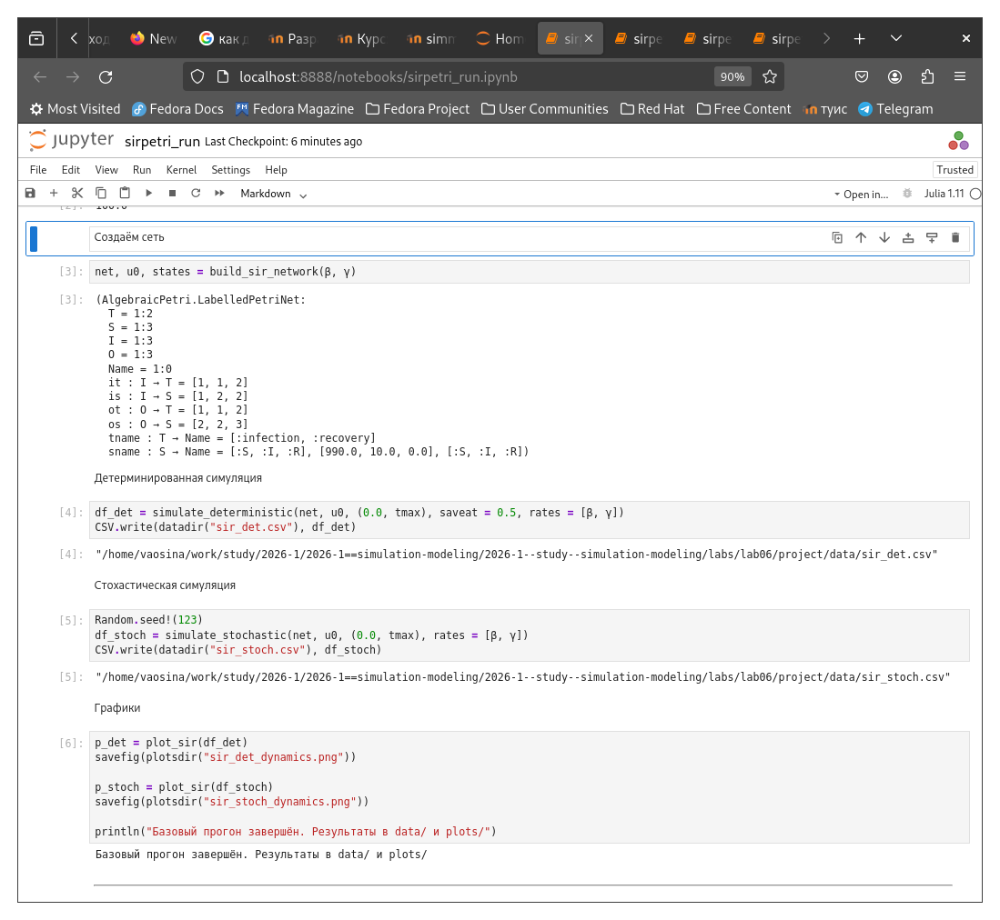 ход
New
как д
Разр
Курс
simn
Hom
sir
sirpe
sirpe
sirpe
localhost:8888/notebooks/sirpetri_run.ipynb
90%
Most Visited
Fedora Docs
Fedora Magazine
Fedora Project
User Communities
Red Hat
Free Content
туис
Telegram
jupyter sirpetri_run Last Checkpoint: 6 minutes ago
File Edit View Run Kernel Settings Help
Trusted
Markdown
Open in...
Julia 1.11
[2]: 100.0
Создаём сеть
[3]: net, u0, states = build_sir_network(β, γ)
[3]: (AlgebraicPetri.LabelledPetriNet:
T = 1:2
S = 1:3
I = 1:3
O = 1:3
Name = 1:0
it : I → T = [1, 1, 2]
is : I → S = [1, 2, 2]
ot : O → T = [1, 1, 2]
os : O → S = [2, 2, 3]
tname : T → Name = [:infection, :recovery]
sname : S → Name = [:S, :I, :R], [990.0, 10.0, 0.0], [:S, :I, :R])
Детерминированная симуляция
[4]: df_det = simulate_deterministic(net, u0, (0.0, tmax), saveat = 0.5, rates = [β, γ])
CSV.write(datadir("sir_det.csv"), df_det)
[4]: "/home/vaosina/work/study/2026-1/2026-1==simulation-modeling/2026-1--study--simulation-modeling/labs/lab06/project/data/sir_det.csv"
Стохастическая симуляция
[5]: Random.seed!(123)
df_stoch = simulate_stochastic(net, u0, (0.0, tmax), rates = [β, γ])
CSV.write(datadir("sir_stoch.csv"), df_stoch)
[5]: "/home/vaosina/work/study/2026-1/2026-1==simulation-modeling/2026-1--study--simulation-modeling/labs/lab06/project/data/sir_stoch.csv"
Графики
[6]: p_det = plot_sir(df_det)
savefig(plotsdir("sir_det_dynamics.png"))
p_stoch = plot_sir(df_stoch)
savefig(plotsdir("sir_stoch_dynamics.png"))
println("Базовый прогон завершён. Результаты в data/ и plots/")
Базовый прогон завершён. Результаты в data/ и plots/